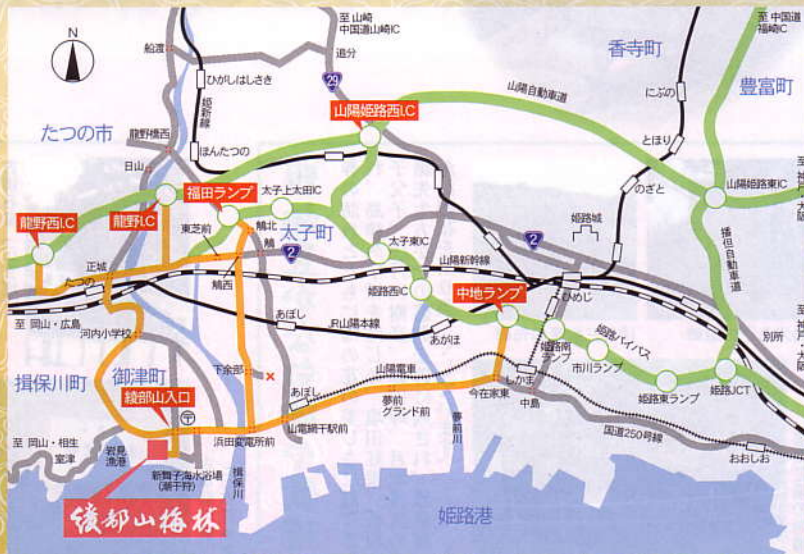 N
至 山崎
中国道山崎IC
至 中国道
福崎IC
船渡
追分
29
香寺町
豊富町
ひがしはしさき
姫新線
山陽自動車道
にぶの
たつの市
龍野橋西
山陽姫路西I.C
とほり
日山
ほんたつの
のざと
山陽姫路東IC
龍野I.C
福田ランプ
太子上太田IC
龍野西I.C
太子町
姫路城
東芝前
鵤北
鵤
2
太子東IC
2
播但自動車道
正條
たつの
鵤西
山陽新幹線
姫路西IC
中地ランプ
ひめじ
至 岡山・広島
河内小学校
あぼし
JR山陽本線
あがほ
姫路南
ランプ
市川ランプ
姫路バイパス
別所
揖保川町
御津町
下余部
山陽電車
しかま
姫路東ランプ
姫路JCT
綾部山入口
あぼし
夢前
グランド前
今在家東
中島
至 岡山・相生
室津
岩見
漁港
浜田変電所前
山電網干駅前
夢前川
国道250号線
おおしお
新舞子海水浴場
(潮干狩)
揖保川
綾部山梅林
姫路港